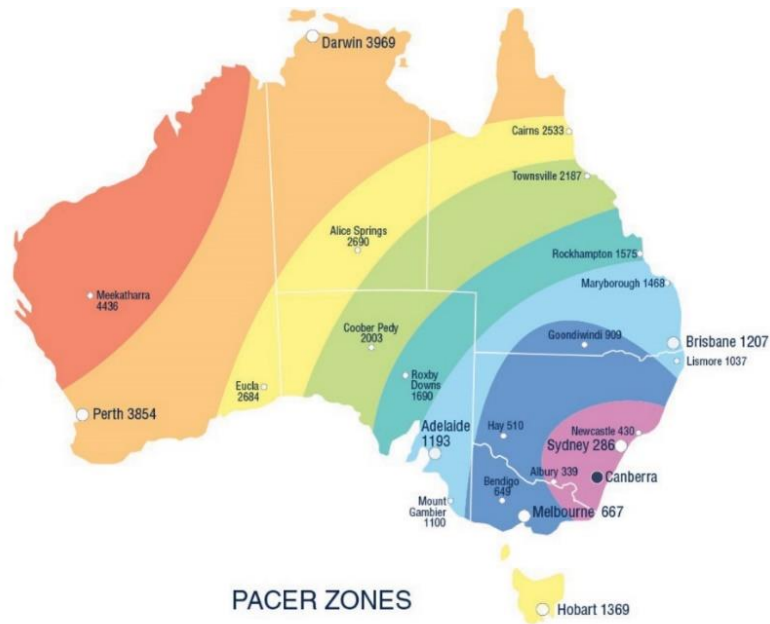 Darwin 3969
Cairns 2533
Townsville 2187
Alice Springs
2690
Rockhampton 1575
Maryborough 1468
Meekatharra
4436
Coober Pedy
2003
Goondiwindi 909
Brisbane 1207
Lismore 1037
Roxby
Downs
1690
Eucla
2684
Perth 3854
Adelaide
1193
Hay 510
Newcastle 430
Sydney 286
Albury 339
Canberra
Bendigo
649
Mount
Gambier
1100
Melbourne 667
PACER ZONES
Hobart 1369